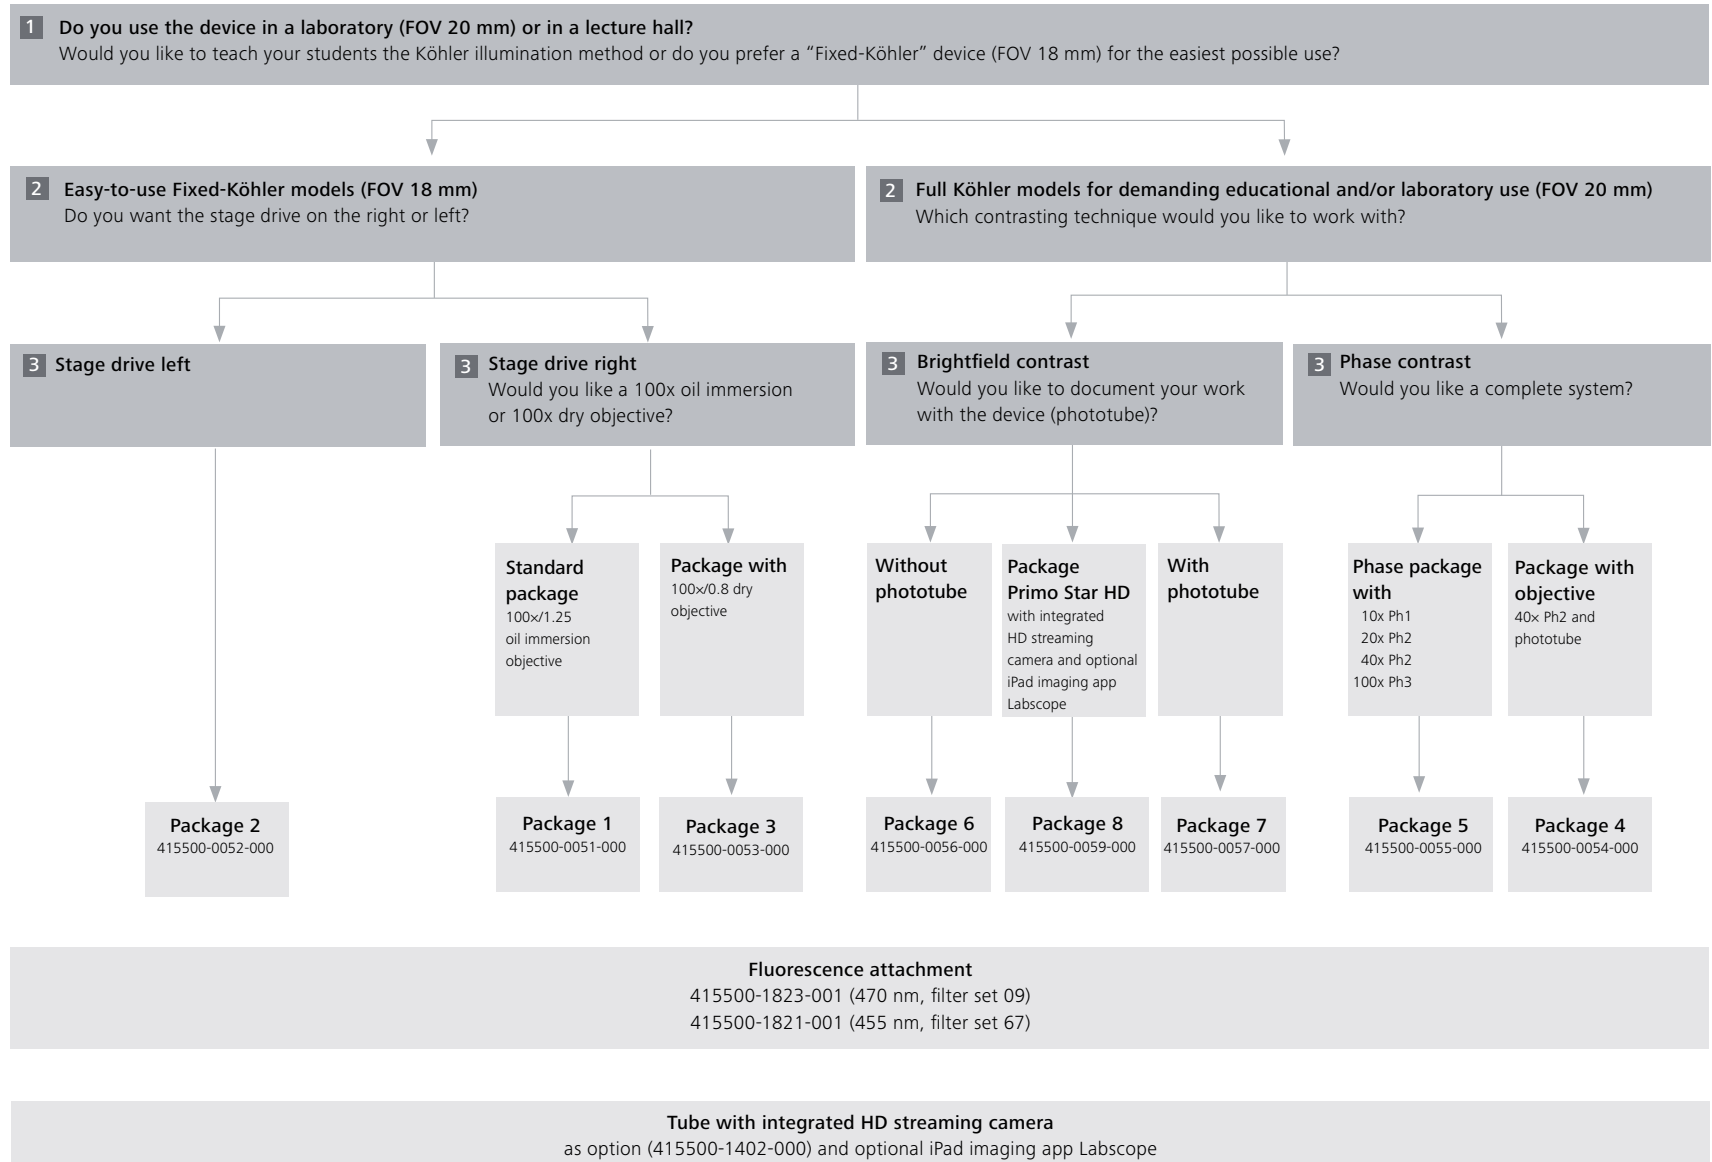 1 Do you use the device in a laboratory (FOV 20 mm) or in a lecture hall?
Would you like to teach your students the Köhler illumination method or do you prefer a “Fixed-Köhler” device (FOV 18 mm) for the easiest possible use?
2 Easy-to-use Fixed-Köhler models (FOV 18 mm)
Do you want the stage drive on the right or left?
2 Full Köhler models for demanding educational and/or laboratory use (FOV 20 mm)
Which contrasting technique would you like to work with?
3 Stage drive left
3 Stage drive right
Would you like a 100x oil immersion
or 100x dry objective?
3 Brightfield contrast
Would you like to document your work
with the device (phototube)?
3 Phase contrast
Would you like a complete system?
Standard
package
100×/1.25
oil immersion
objective
Package with
100×/0.8 dry
objective
Without
phototube
Package
Primo Star HD
with integrated
HD streaming
camera and optional
iPad imaging app
Labscope
With
phototube
Phase package
with
10x Ph1
20x Ph2
40x Ph2
100x Ph3
Package with
objective
40× Ph2 and
phototube
Package 2
415500-0052-000
Package 1
415500-0051-000
Package 3
415500-0053-000
Package 6
415500-0056-000
Package 8
415500-0059-000
Package 7
415500-0057-000
Package 5
415500-0055-000
Package 4
415500-0054-000
Fluorescence attachment
415500-1823-001 (470 nm, filter set 09)
415500-1821-001 (455 nm, filter set 67)
Tube with integrated HD streaming camera
as option (415500-1402-000) and optional iPad imaging app Labscope